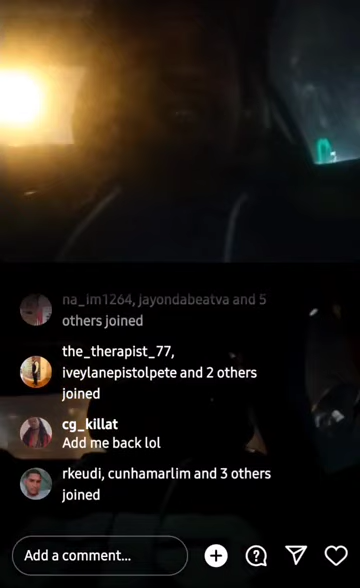 na_im1264, jayondabeatva and 5
others joined
the_therapist_77,
iveylanepistolpete and 2 others
joined
cg_killat
Add me back lol
rkeudi, cunhamarlim and 3 others
joined
Add a comment...